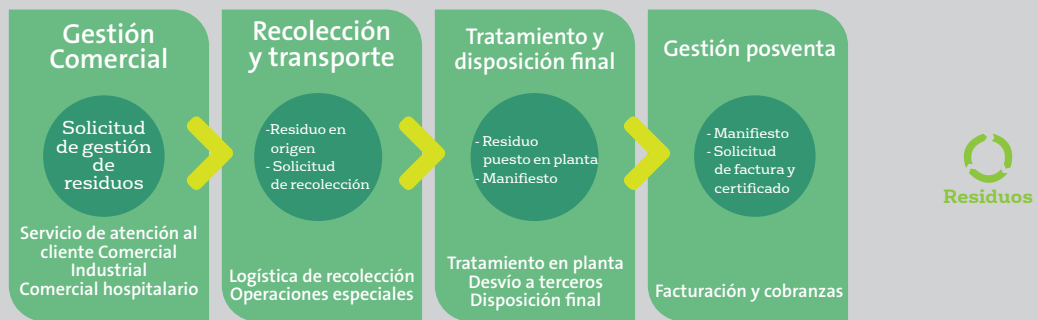 Gestión
Comercial
Solicitud
de gestión
de
residuos
Servicio de atención al
cliente Comercial
Industrial
Comercial hospitalario
Recolección
y transporte
-Residuo en
origen
- Solicitud
de recolección
Logística de recolección
Operaciones especiales
Tratamiento y
disposición final
- Residuo
puesto en planta
- Manifiesto
Tratamiento en planta
Desvío a terceros
Disposición final
Gestión posventa
- Manifiesto
- Solicitud
de factura y
certificado
Facturación y cobranzas
Residuos